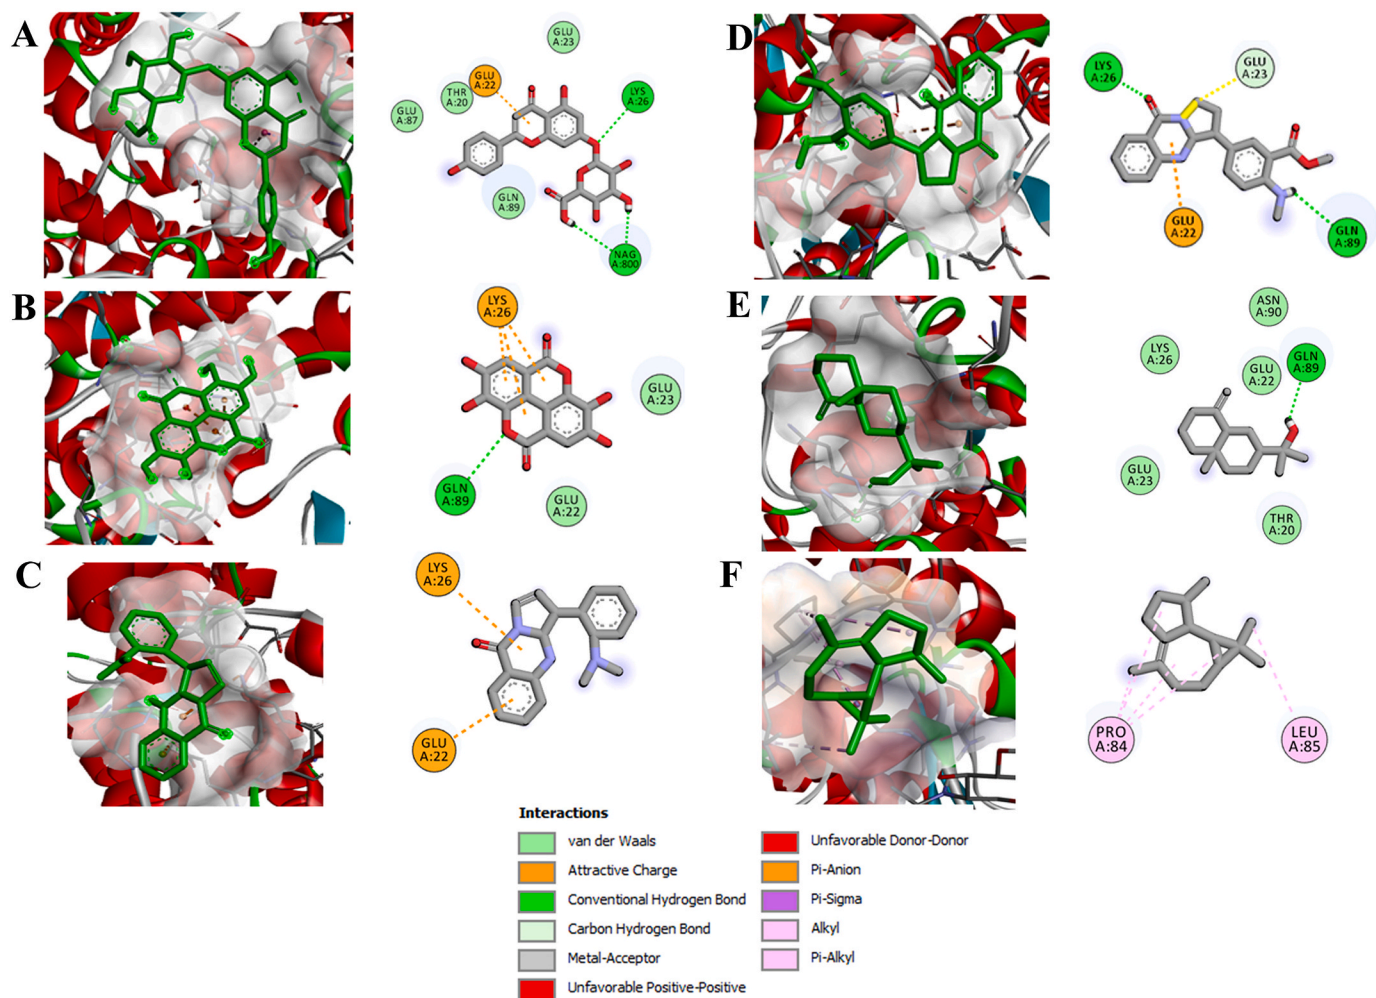 A
GLU
A:23
GLU
A:22
THR
A:20
GLU
A:87
LYS
A:26
GLN
A:89
NAG
A:800
B
LYS
A:26
GLU
A:23
GLN
A:89
GLU
A:22
C
LYS
A:26
GLU
A:22
D
LYS
A:26
GLU
A:23
GLU
A:22
GLN
A:89
E
ASN
A:90
LYS
A:26
GLU
A:22
GLN
A:89
GLU
A:23
THR
A:20
F
PRO
A:84
LEU
A:85
Interactions
van der Waals
Attractive Charge
Conventional Hydrogen Bond
Carbon Hydrogen Bond
Metal-Acceptor
Unfavorable Positive-Positive
Unfavorable Donor-Donor
Pi-Anion
Pi-Sigma
Alkyl
Pi-Alkyl